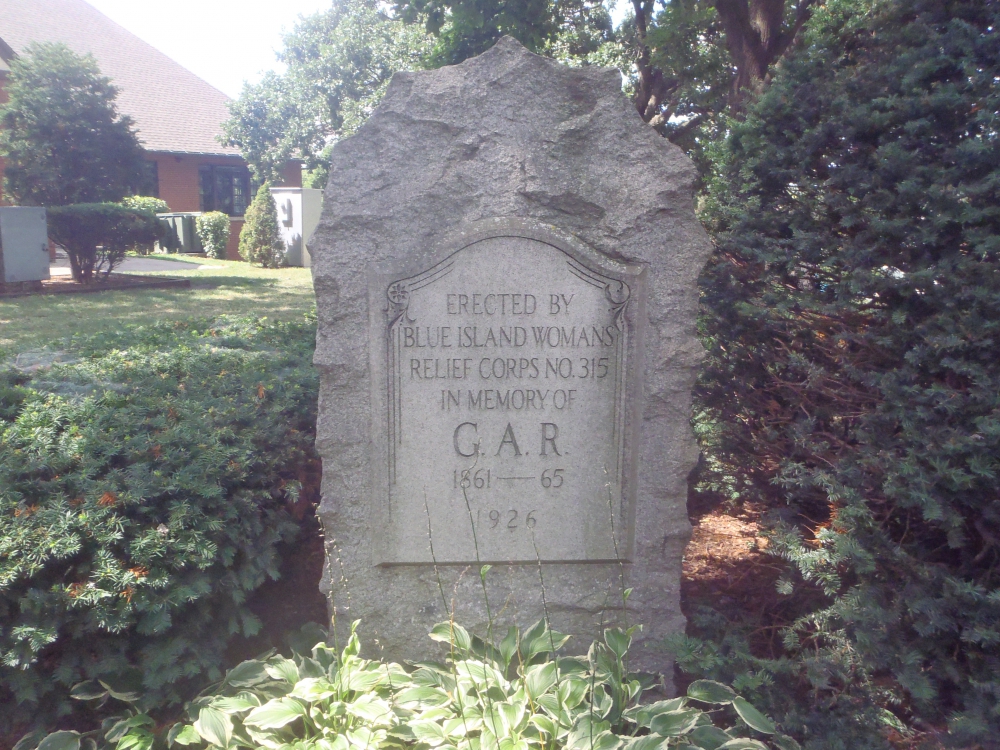 ERECTED BY
BLUE ISLAND WOMANS
RELIEF CORPS NO. 315
IN MEMORY OF
G. A. R.
1861 — 65
1926